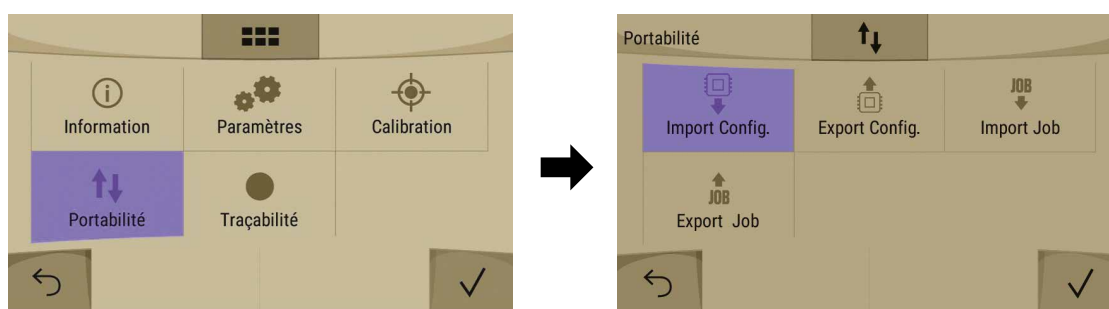 Information
Paramètres
Calibration
Portabilité
Traçabilité
Portabilité
Import Config.
Export Config.
JOB
Import Job
JOB
Export Job